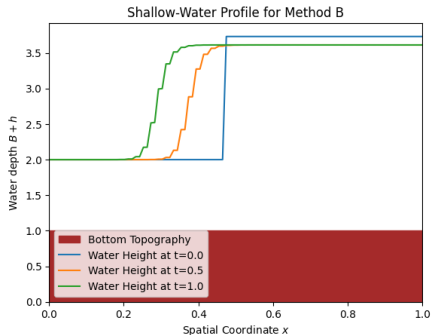 Shallow-Water Profile for Method B
Water depth B + h
3.5
3.0
2.5
2.0
1.5
1.0
0.5
0.0
Bottom Topography
Water Height at t=0.0
Water Height at t=0.5
Water Height at t=1.0
0.0 0.2 0.4 0.6 0.8 1.0
Spatial Coordinate x